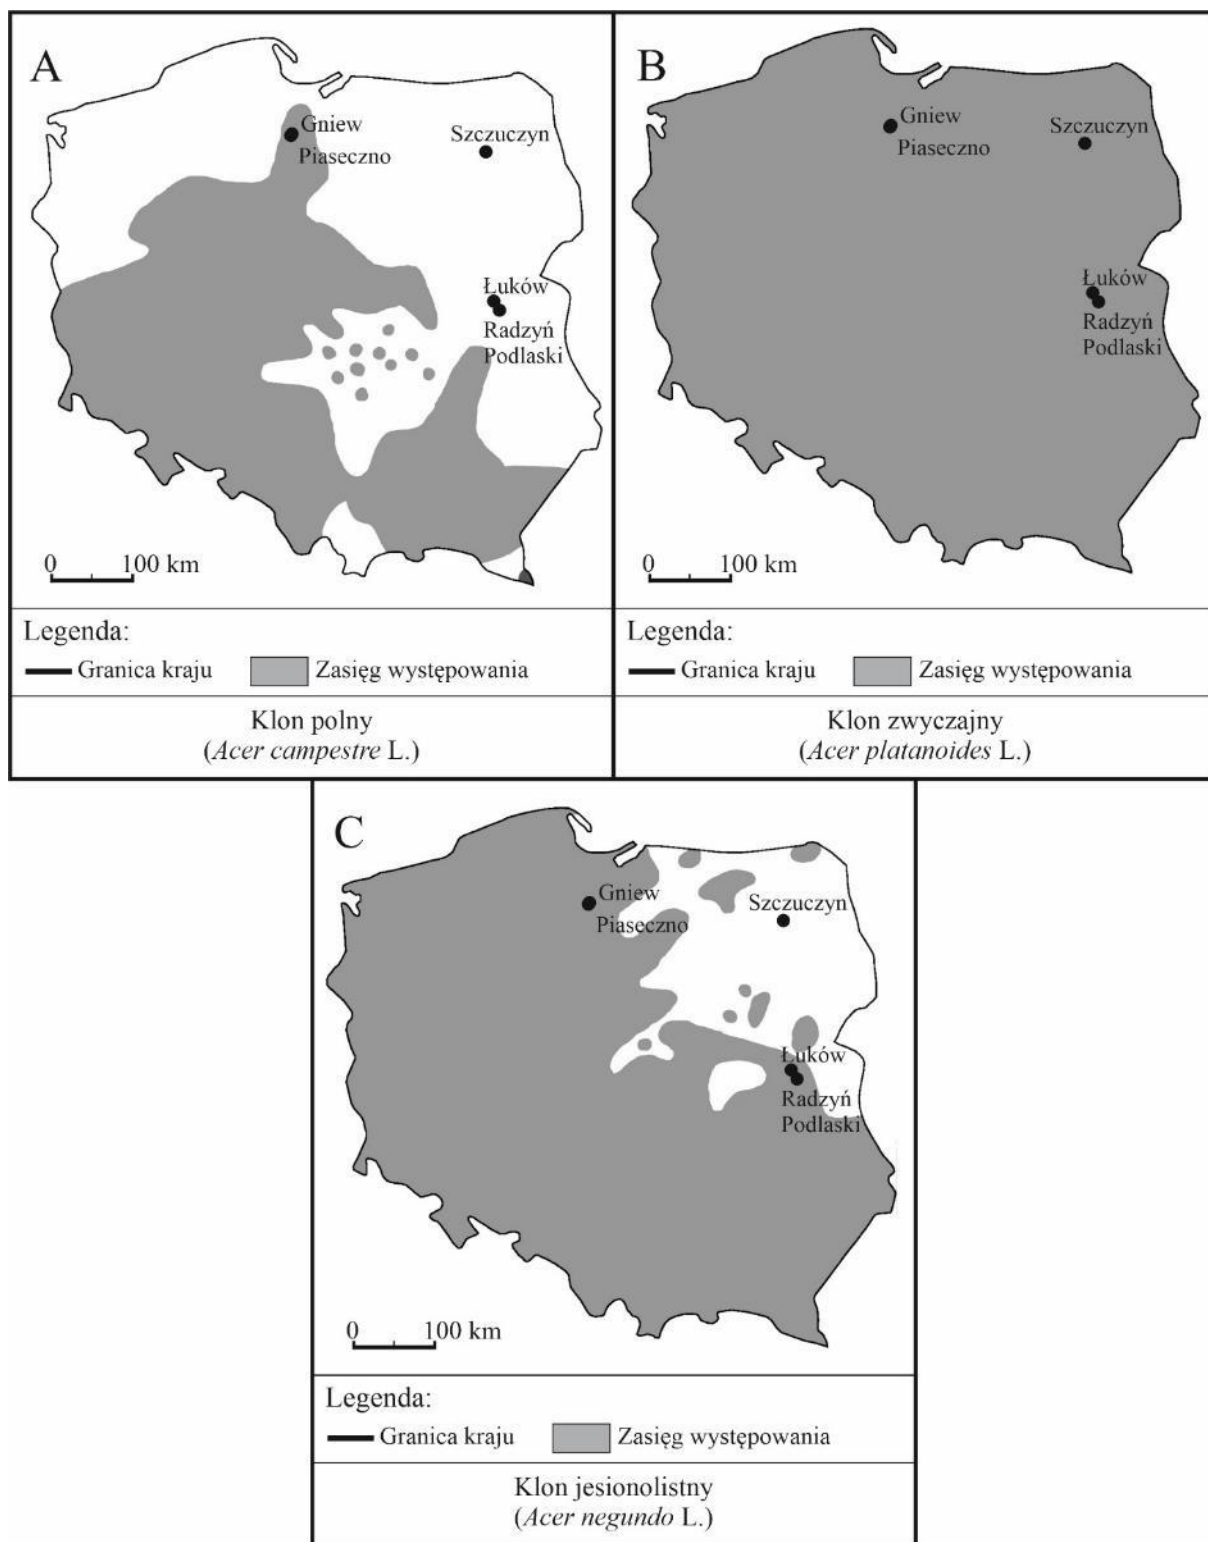 A
Gniew
Piaseczno
Szczuczyn
Łuków
Radzyń
Podlaski
0 100 km
Legenda:
Granica kraju Zasięg występowania
Klon polny
(Acer campestre L.)
B
Gniew
Piaseczno
Szczuczyn
Łuków
Radzyń
Podlaski
0 100 km
Legenda:
Granica kraju Zasięg występowania
Klon zwyczajny
(Acer platanoides L.)
C
Gniew
Piaseczno
Szczuczyn
Łuków
Radzyń
Podlaski
0 100 km
Legenda:
Granica kraju Zasięg występowania
Klon jesionolistny
(Acer negundo L.)